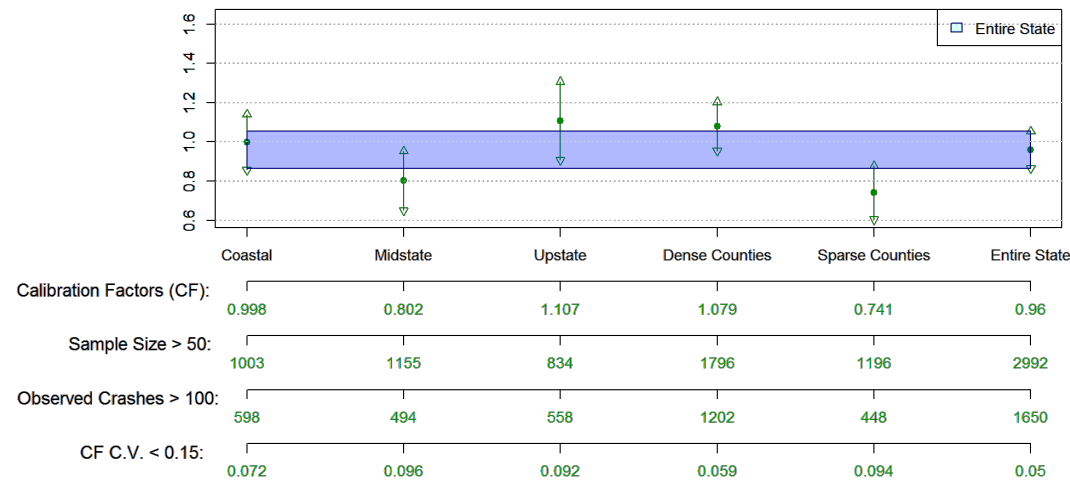 1.6
1.4
1.2
1.0
0.8
0.6
Entire State
Coastal Midstate Upstate Dense Counties Sparse Counties Entire State
Calibration Factors (CF):
0.998 0.802 1.107 1.079 0.741 0.96
Sample Size > 50:
1003 1155 834 1796 1196 2992
Observed Crashes > 100:
598 494 558 1202 448 1650
CF C.V. < 0.15:
0.072 0.096 0.092 0.059 0.094 0.05